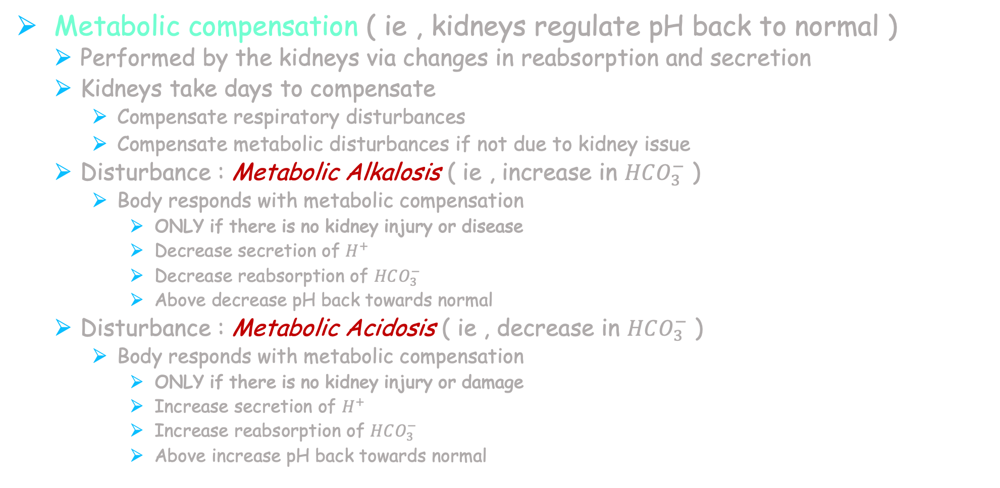 Metabolic compensation ( ie , kidneys regulate pH back to normal )
Performed by the kidneys via changes in reabsorption and secretion
Kidneys take days to compensate
Compensate respiratory disturbances
Compensate metabolic disturbances if not due to kidney issue
Disturbance : Metabolic Alkalosis ( ie , increase in HCO₃⁻ )
Body responds with metabolic compensation
ONLY if there is no kidney injury or disease
Decrease secretion of H⁺
Decrease reabsorption of HCO₃⁻
Above decrease pH back towards normal
Disturbance : Metabolic Acidosis ( ie , decrease in HCO₃⁻ )
Body responds with metabolic compensation
ONLY if there is no kidney injury or damage
Increase secretion of H⁺
Increase reabsorption of HCO₃⁻
Above increase pH back towards normal